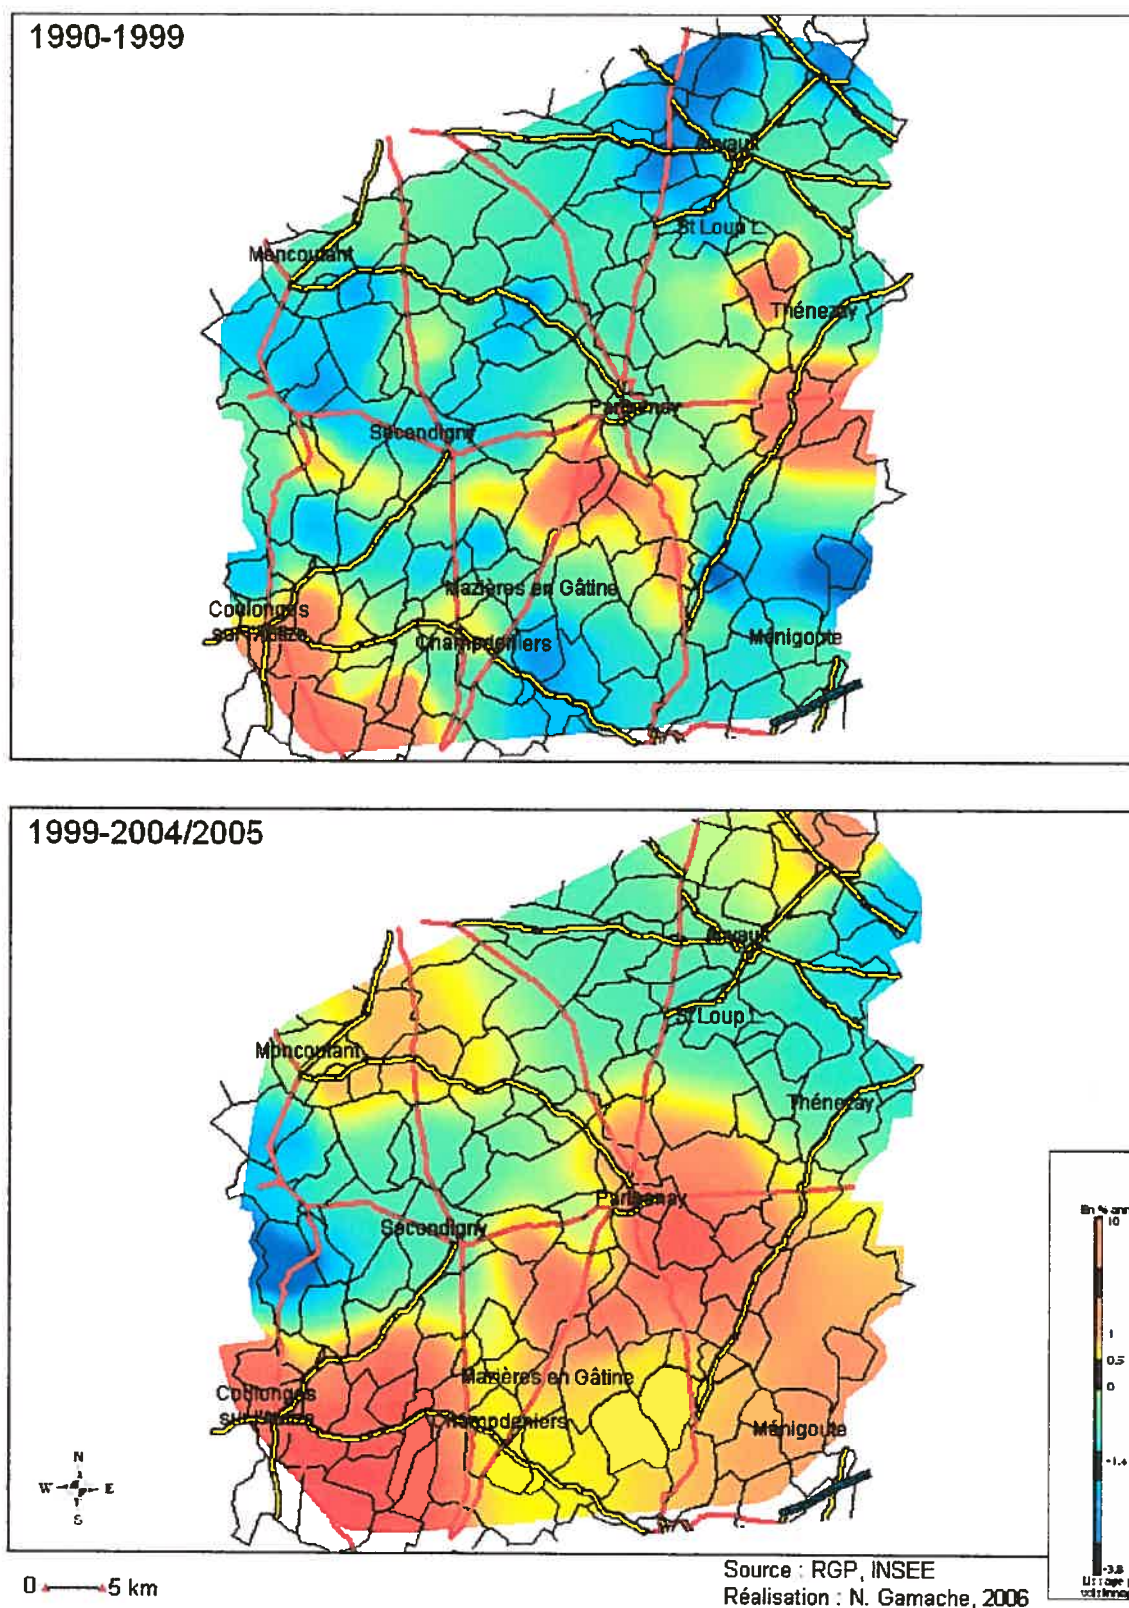 1990-1999
Airvault
St Loup L.
Moncoutant
Thénezay
Parthenay
Secondigny
Mazières en Gâtine
Coulonges
sur l'Autize
Champdeniers
Ménigoute
1999-2004/2005
Airvault
St Loup L
Moncoutant
Thénezay
Parthenay
Secondigny
Mazières en Gâtine
Coulonges
sur l'Autize
Champdeniers
Ménigoute
En % ann
10
1
0.5
0
-1.4
-3.8
N
W E
S
0 5 km
Source : RGP, INSEE
Réalisation : N. Gamache, 2006